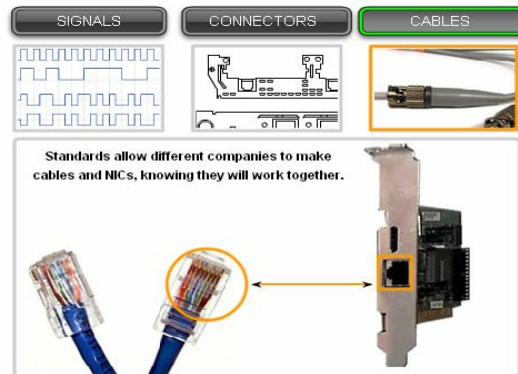 SIGNALS
CONNECTORS
CABLES
Standards allow different companies to make
cables and NICs, knowing they will work together.